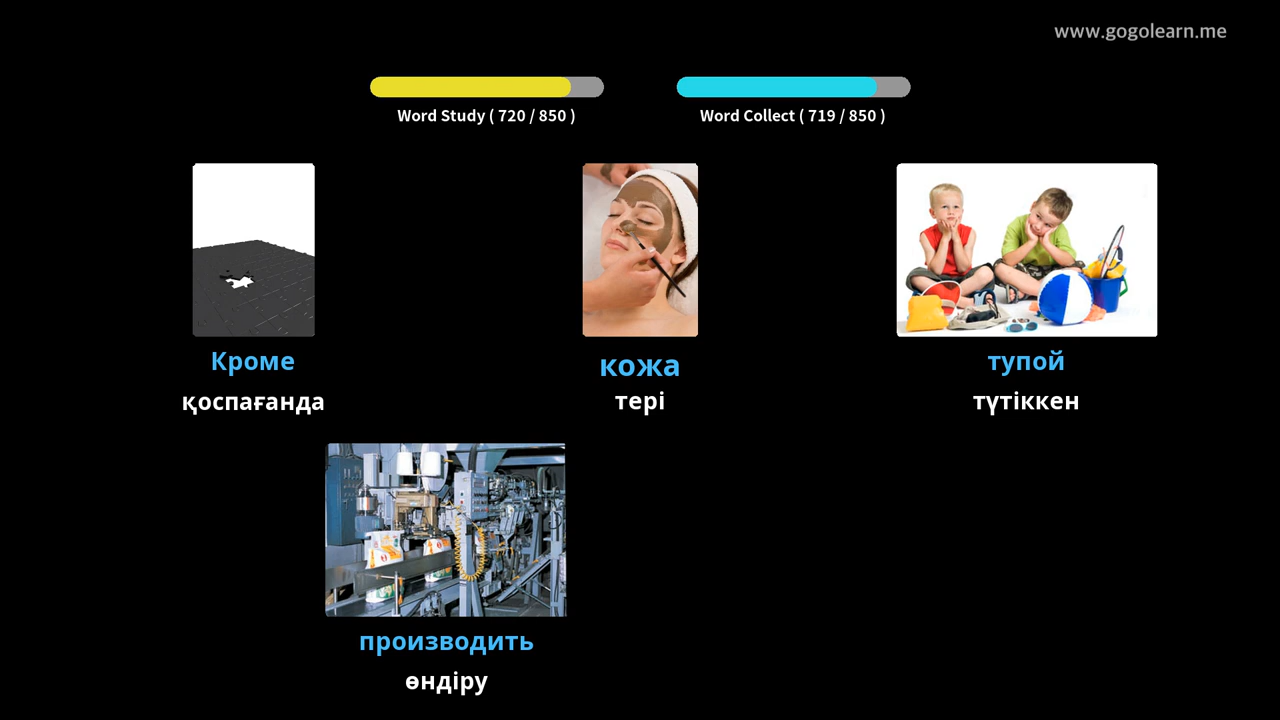 www.gogolearn.me
Word Study ( 720 / 850 )
Word Collect ( 719 / 850 )
Кроме
қоспағанда
кожа
тері
тупой
түтіккен
производить
өндіру